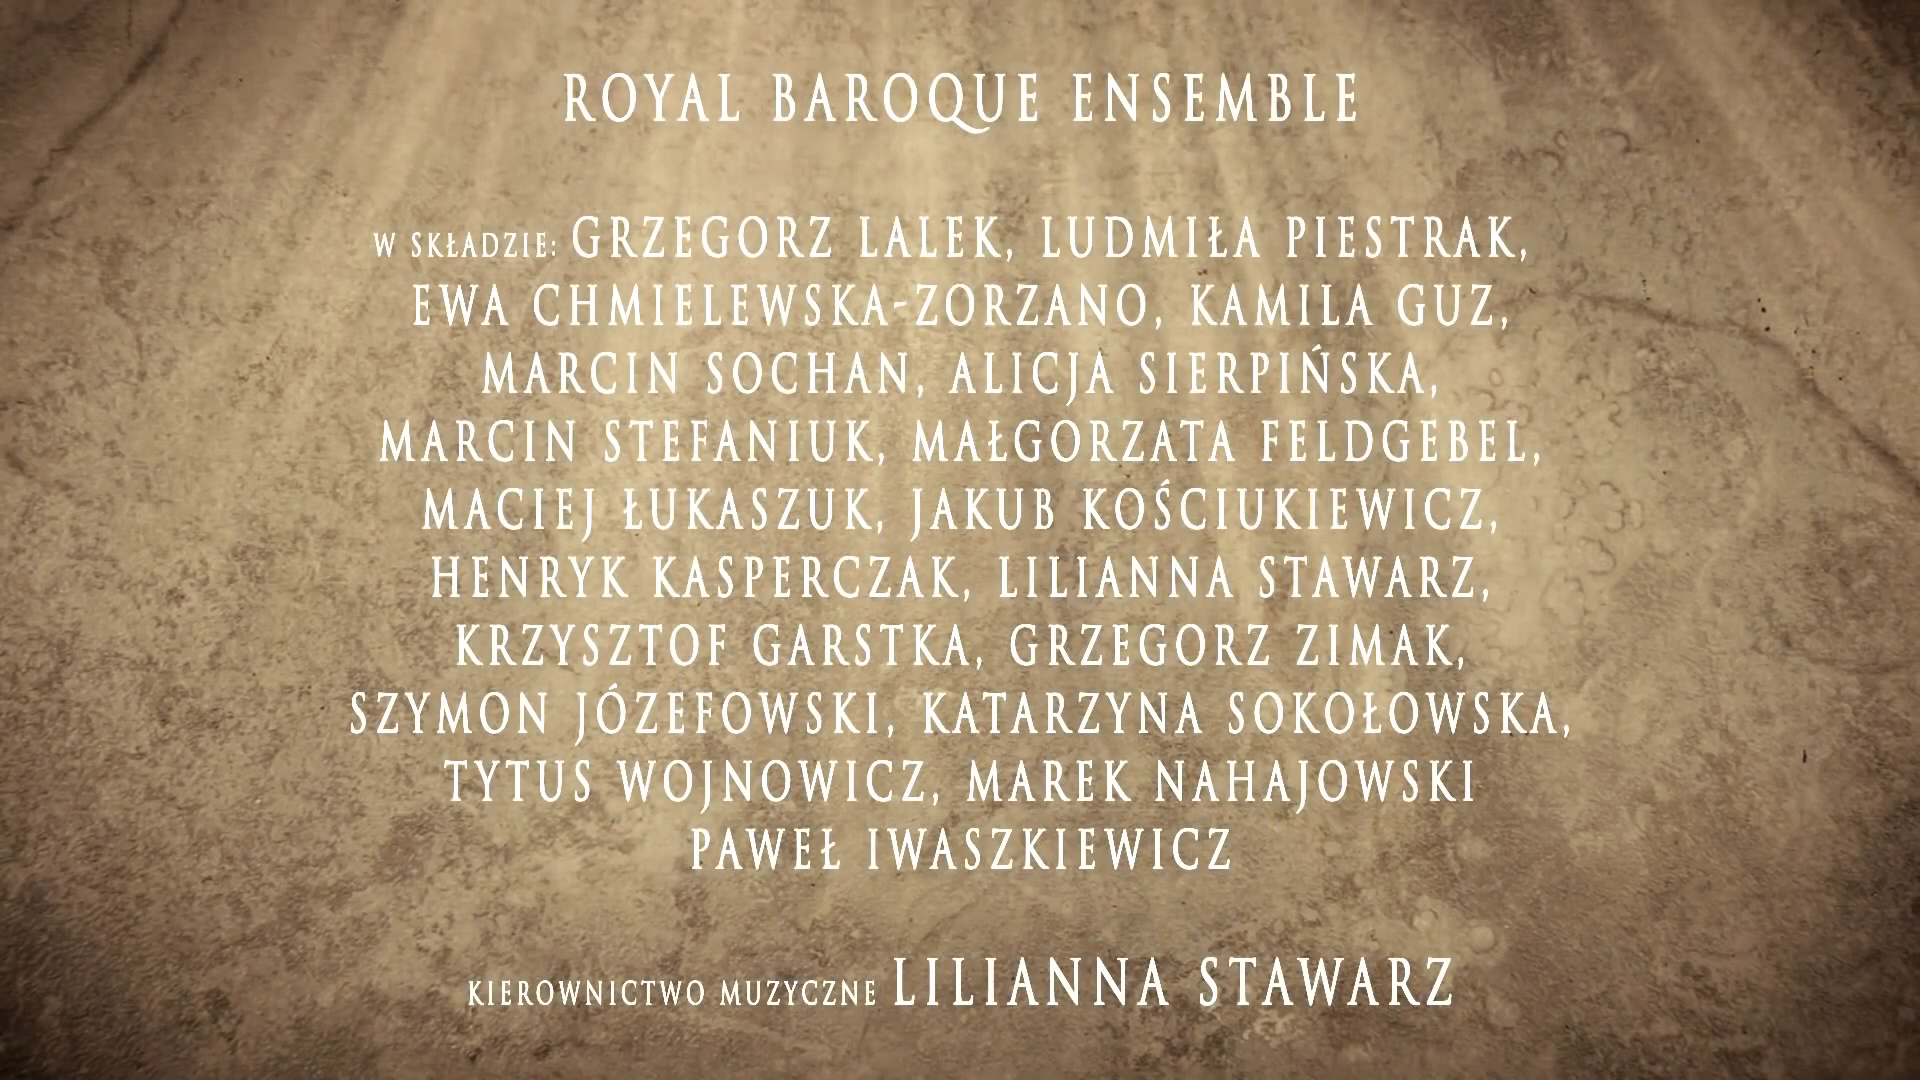 ROYAL BAROQUE ENSEMBLE
W SKŁADZIE: GRZEGORZ LALEK, LUDMIŁA PIESTRAK,
EWA CHMIELEWSKA-ZORZANO, KAMILA GUZ,
MARCIN SOCHAN, ALICJA SIERPIŃSKA,
MARCIN STEFANIUK, MAŁGORZATA FELDGEBEL,
MACIEJ ŁUKASZUK, JAKUB KOŚCIUKIEWICZ,
HENRYK KASPERCZAK, LILIANNA STAWARZ,
KRZYSZTOF GARSTKA, GRZEGORZ ZIMAK,
SZYMON JÓZEFOWSKI, KATARZYNA SOKOŁOWSKA,
TYTUS WOJNOWICZ, MAREK NAHAJOWSKI
PAWEŁ IWASZKIEWICZ
KIEROWNICTWO MUZYCZNE LILIANNA STAWARZ